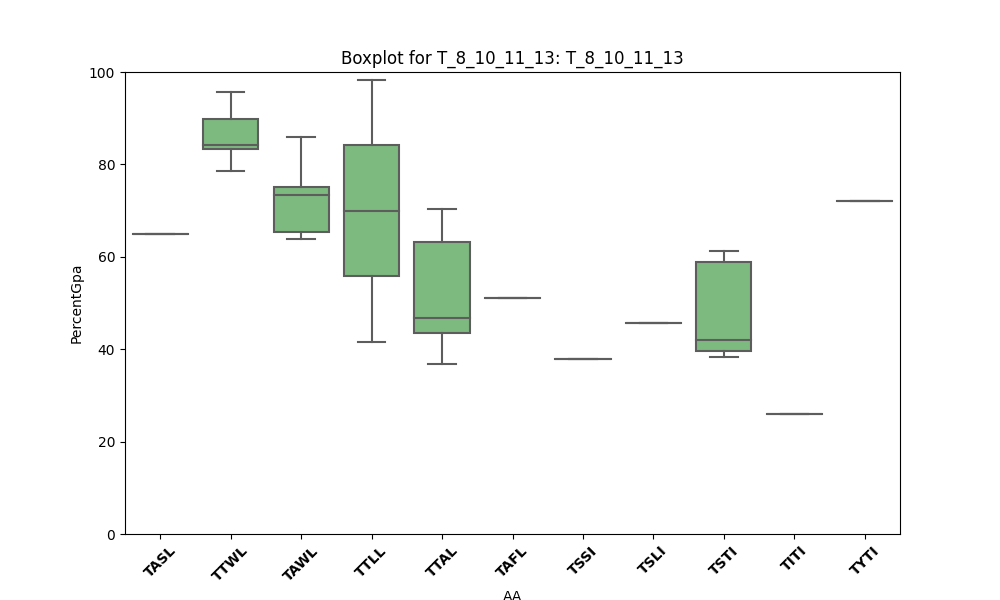 Boxplot for T_8_10_11_13: T_8_10_11_13
100
80
60
40
20
0
PercentGpa
TASL
TTWL
TAWL
TTLL
TTAL
TAFL
TSSI
TSLI
TSTI
TITI
TYTI
AA